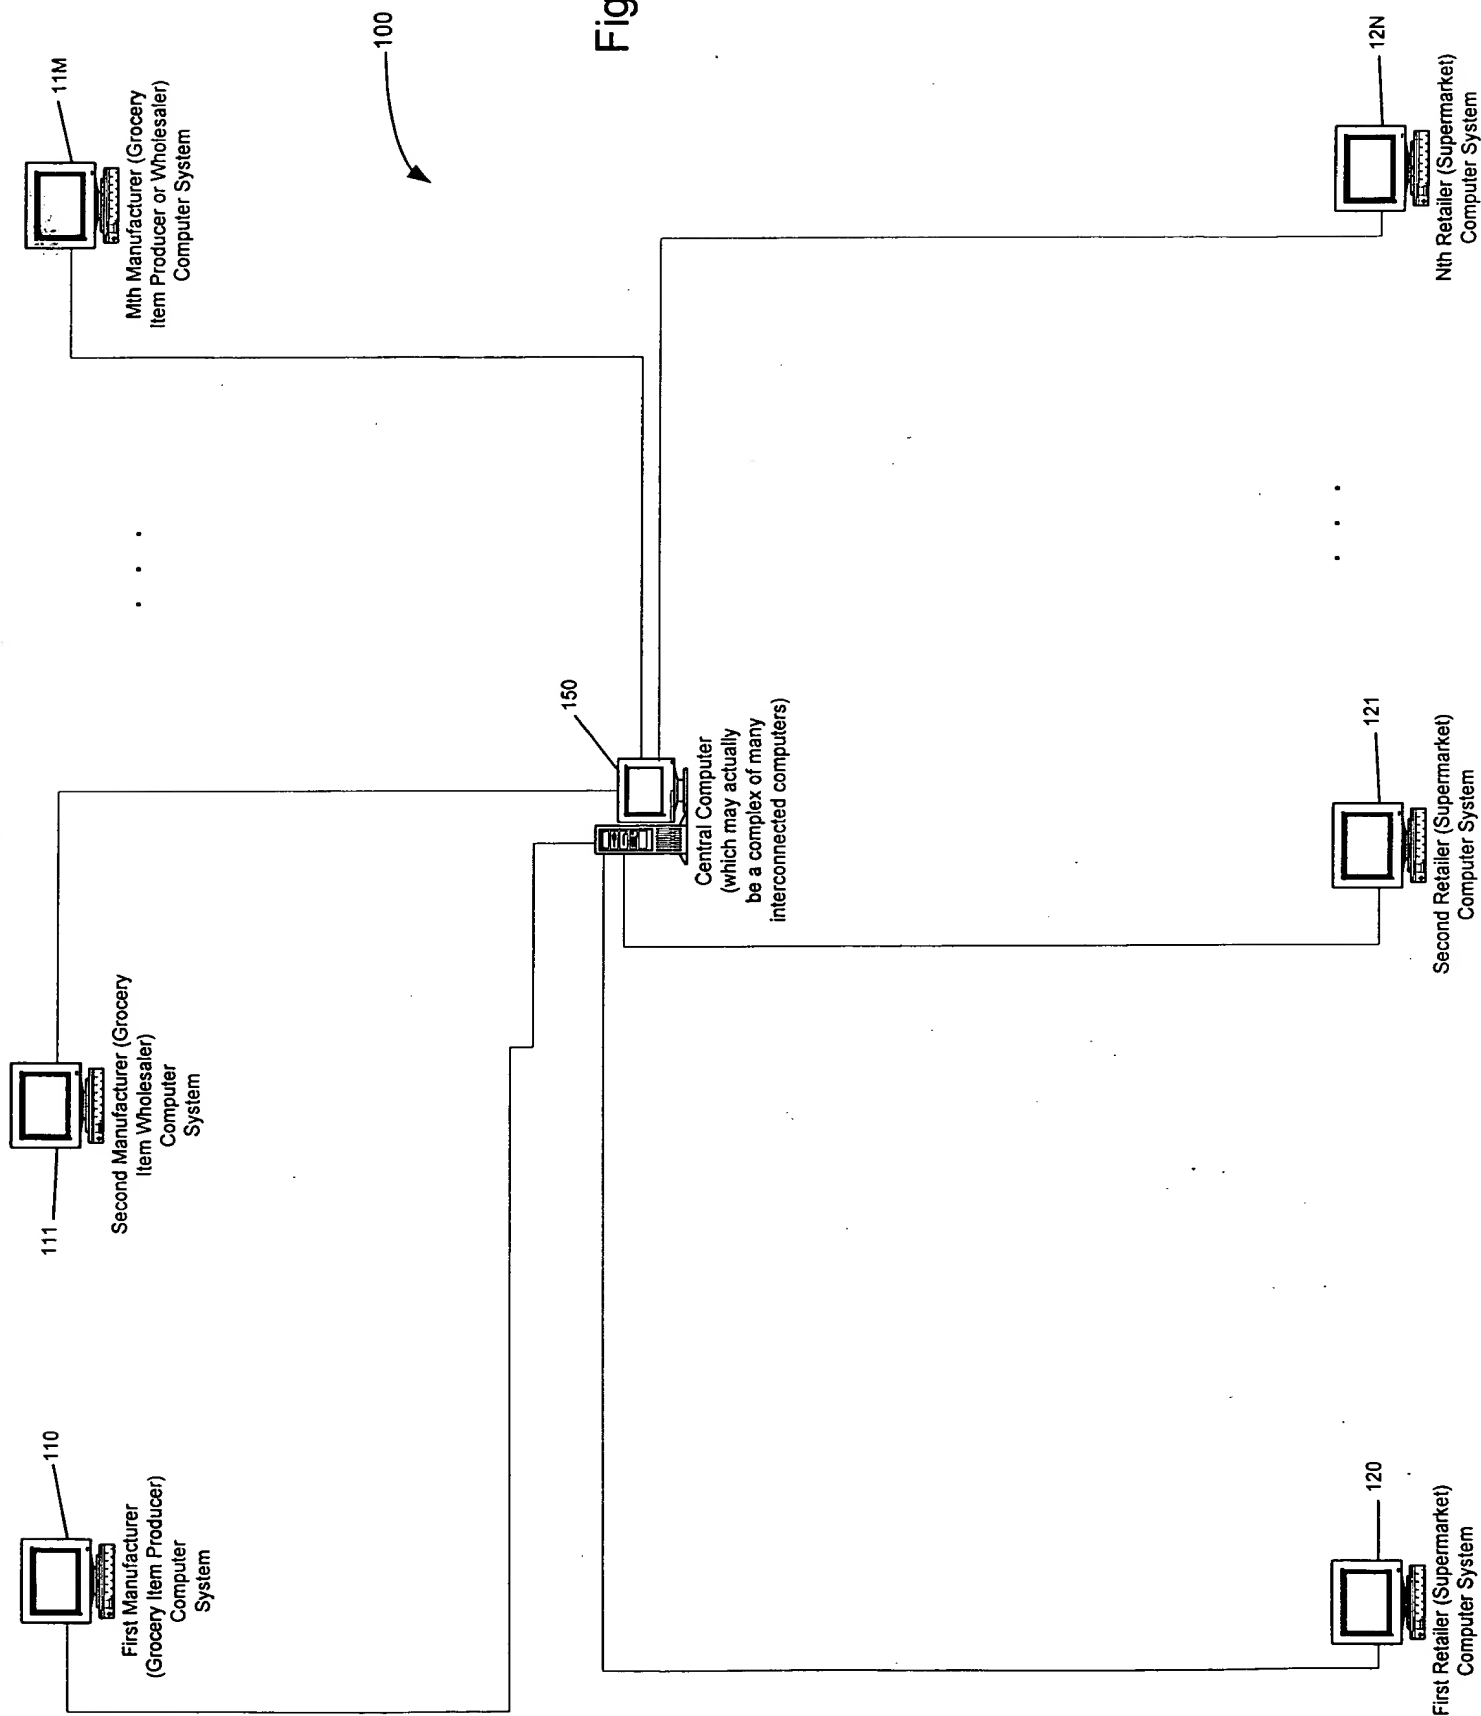 110
First Manufacturer
(Grocery Item Producer)
Computer
System
111
Second Manufacturer (Grocery
Item Wholesaler)
Computer
System
11M
Mth Manufacturer (Grocery
Item Producer or Wholesaler)
Computer System
. . .
100
150
Central Computer
(which may actually
be a complex of many
interconnected computers)
Fig
120
First Retailer (Supermarket)
Computer System
121
Second Retailer (Supermarket)
Computer System
. . .
12N
Nth Retailer (Supermarket)
Computer System